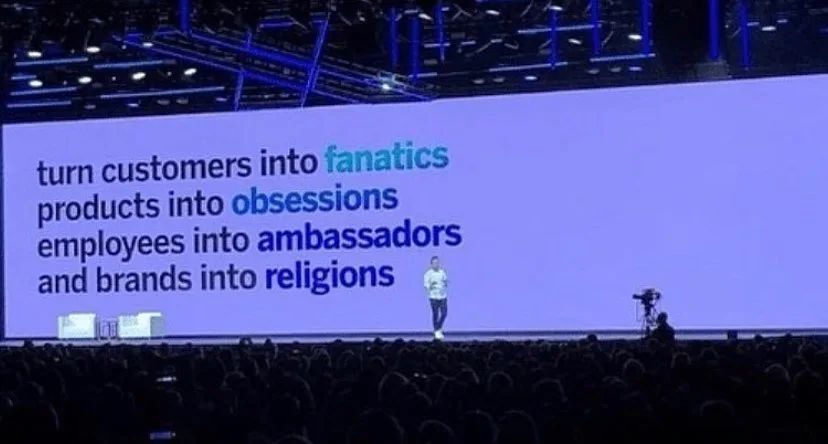 turn customers into fanatics
products into obsessions
employees into ambassadors
and brands into religions